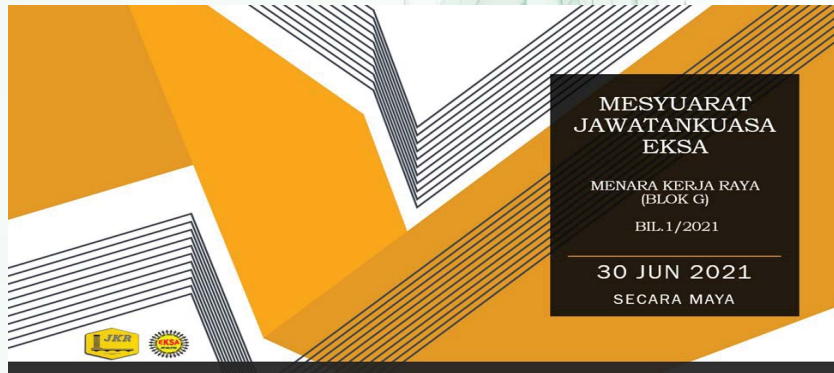 MESYUARAT
JAWATANKUASA
EKSA
MENARA KERJA RAYA
(BLOK G)
BIL.1/2021
30 JUN 2021
SECARA MAYA
JKR
EKSA